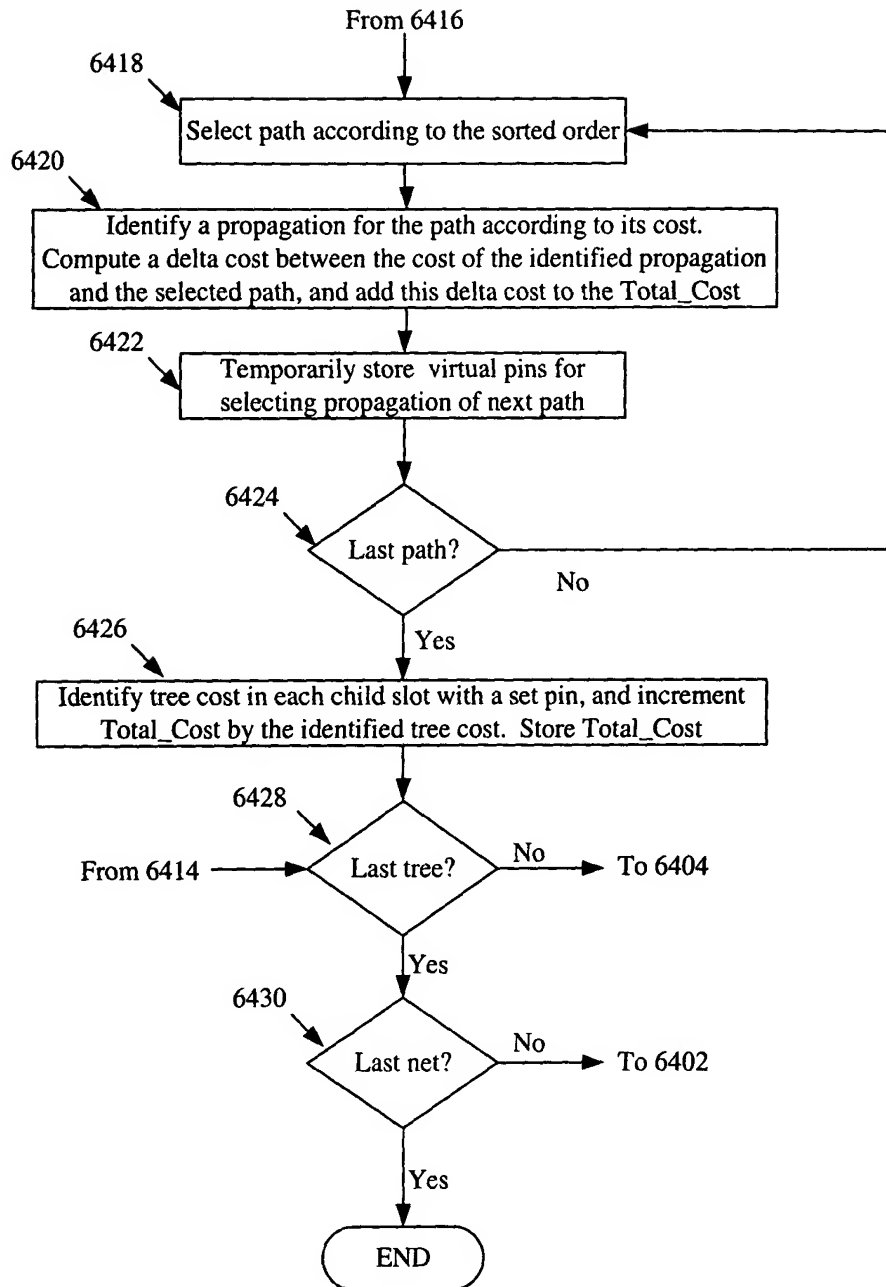 From 6416
6418
Select path according to the sorted order
6420
Identify a propagation for the path according to its cost.
Compute a delta cost between the cost of the identified propagation
and the selected path, and add this delta cost to the Total_Cost
6422
Temporarily store virtual pins for
selecting propagation of next path
6424
Last path?
No
Yes
6426
Identify tree cost in each child slot with a set pin, and increment
Total_Cost by the identified tree cost. Store Total_Cost
6428
From 6414
Last tree?
No
To 6404
Yes
6430
Last net?
No
To 6402
Yes
END